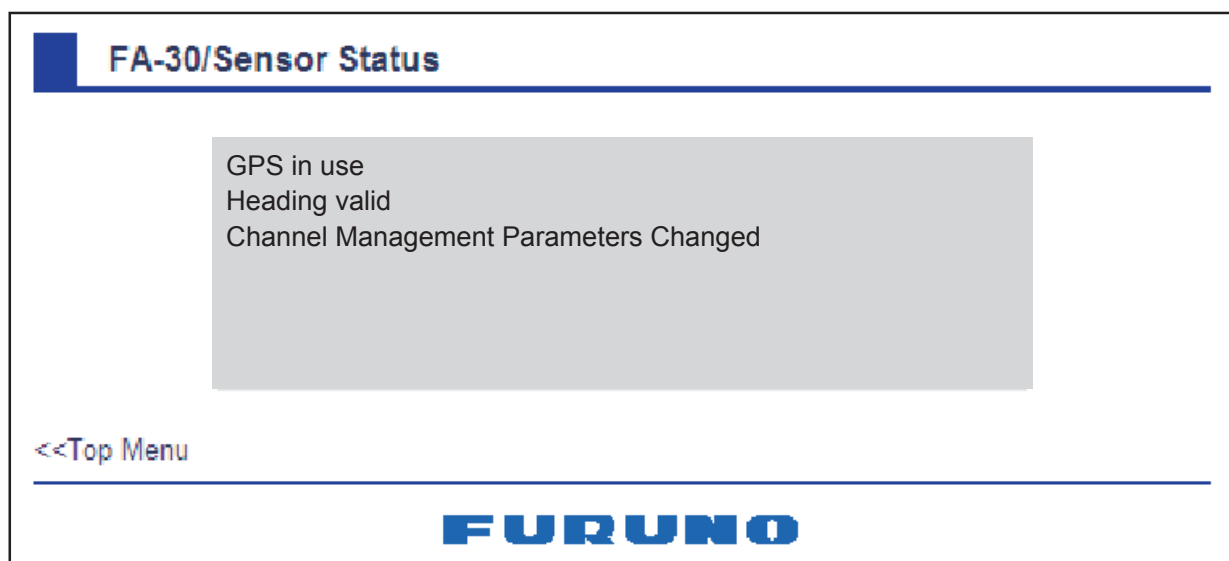 FA-30/Sensor Status
GPS in use
Heading valid
Channel Management Parameters Changed
<<Top Menu
FURUNO